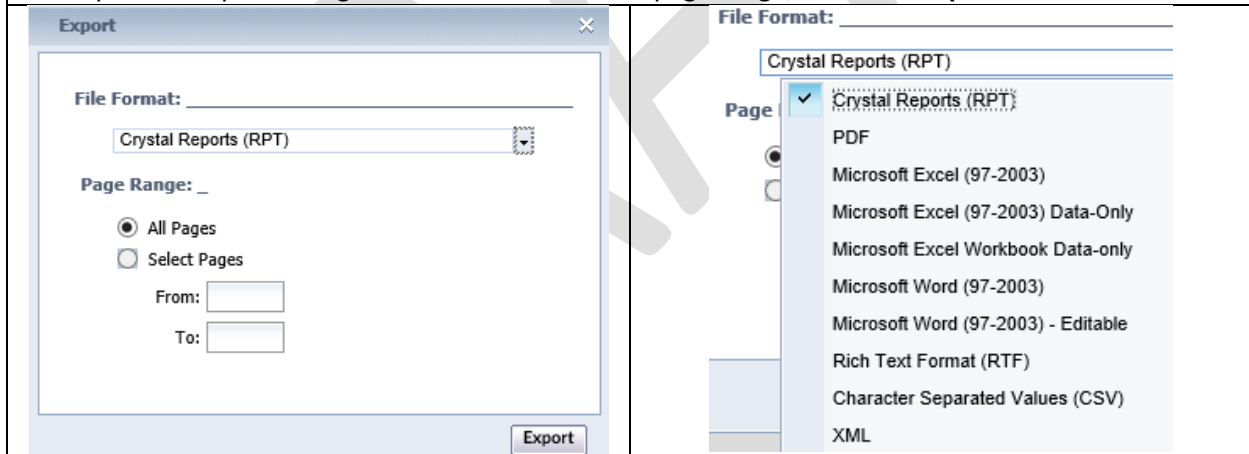 Export
File Format:
Crystal Reports (RPT)
Page Range: _
All Pages
Select Pages
From:
To:
Export
File Format:
Crystal Reports (RPT)
Page
Crystal Reports (RPT)
PDF
Microsoft Excel (97-2003)
Microsoft Excel (97-2003) Data-Only
Microsoft Excel Workbook Data-only
Microsoft Word (97-2003)
Microsoft Word (97-2003) - Editable
Rich Text Format (RTF)
Character Separated Values (CSV)
XML